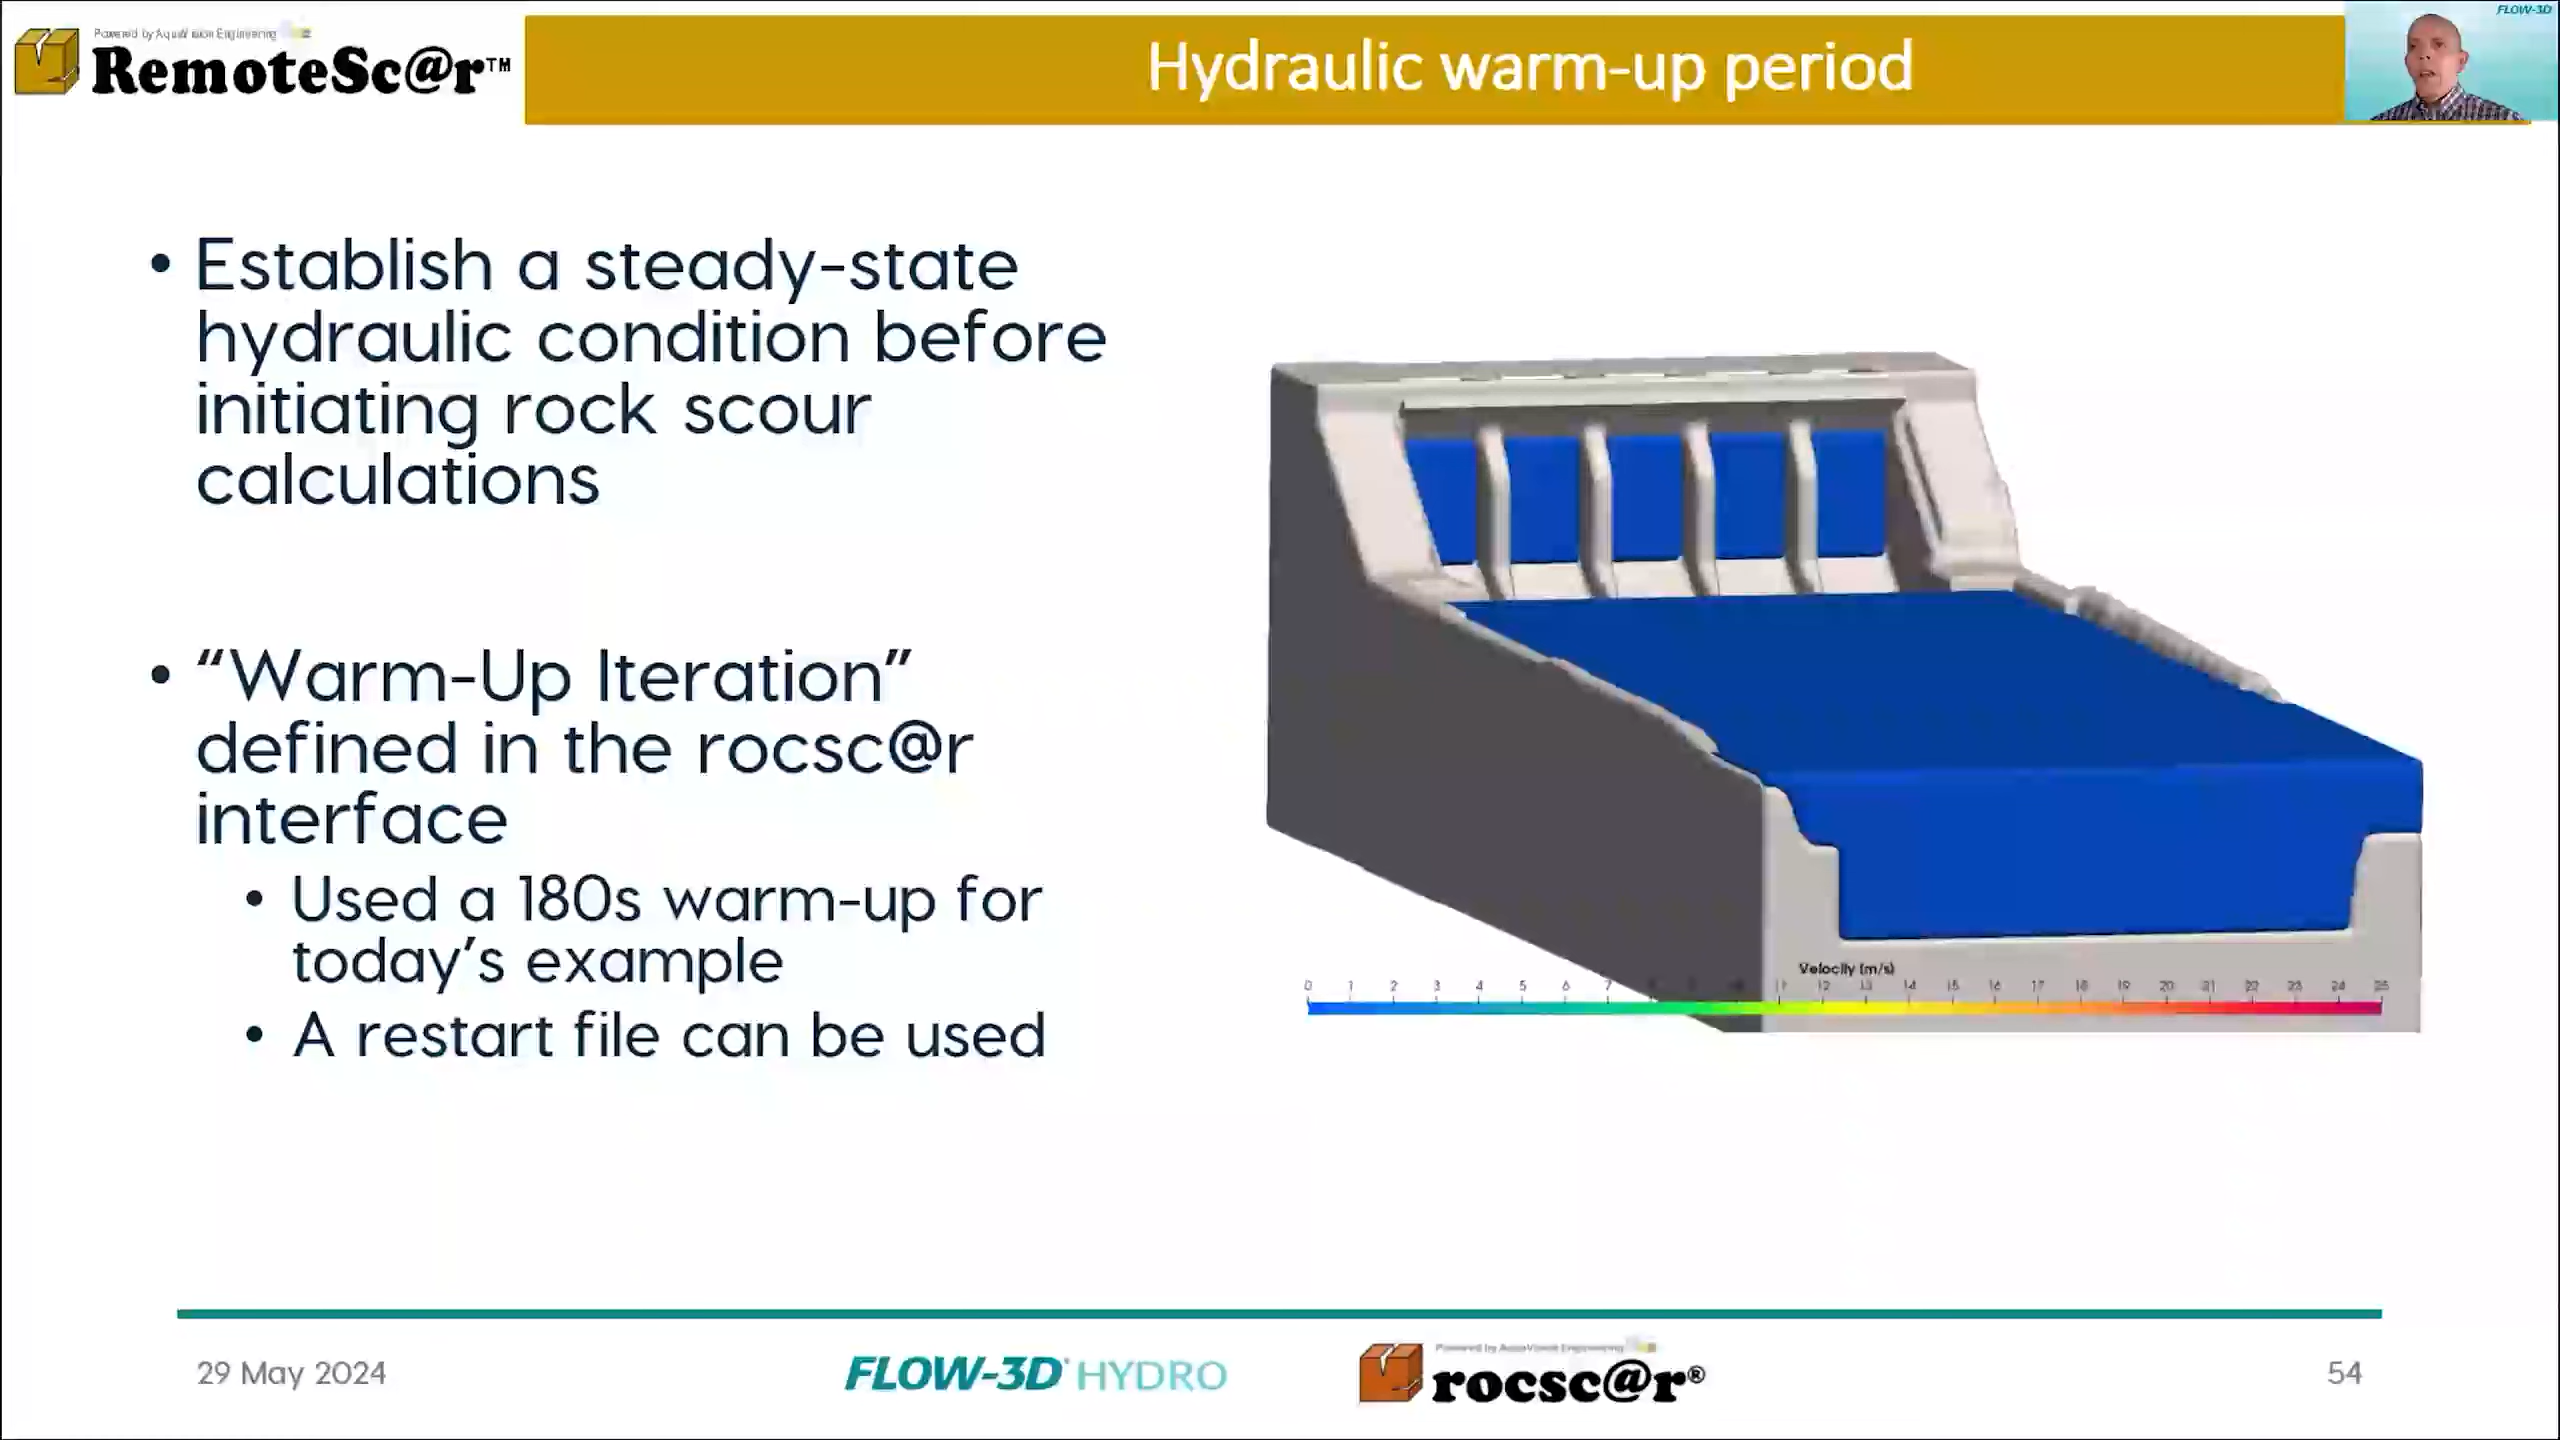 Powered by AquaVision Engineering
RemoteSc@r™
Hydraulic warm-up period
FLOW-3D
• Establish a steady-state
hydraulic condition before
initiating rock scour
calculations
• “Warm-Up Iteration”
defined in the rocsc@r
interface
• Used a 180s warm-up for
today’s example
• A restart file can be used
Velocity (m/s)
0 1 2 3 4 5 6 7 8 9 10 11 12 13 14 15 16 17 18 19 20 21 22 23 24 25
29 May 2024
FLOW-3D HYDRO
Powered by AquaVision Engineering
rocsc@r®
54